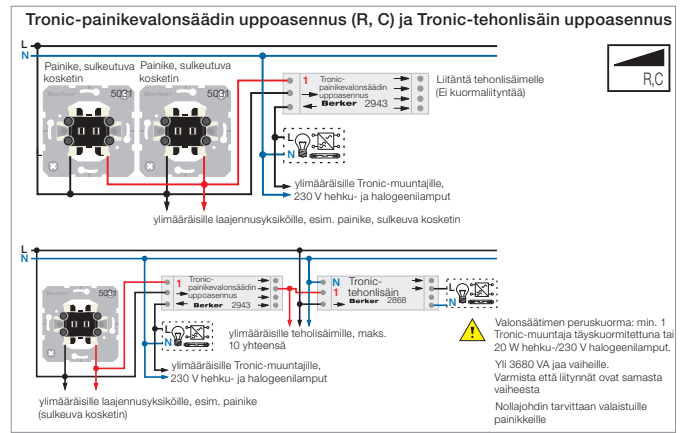 Tronic-painikevalonsäädin uppoasennus (R, C) ja Tronic-tehonlisäin uppoasennus
L
N
Painike, sulkeutuva
kosketin
Painike, sulkeutuva
kosketin
5031
5031
1
Tronic-
painikevalonsäädin
uppoasennus
Berker 2943
Liitäntä tehonlisäimelle
(Ei kuormaliityntää)
R,C
L
N
ylimääräisille Tronic-muuntajille,
230 V hehku- ja halogeenilamput
ylimääräisille laajennusyksiköille, esim. painike, sulkeuva kosketin
L
N
5031
1
Tronic-
painikevalonsäädin
uppoasennus
Berker 2943
N
1
Tronic-
tehonlisäin
Berker 2868
L
N
L
N
ylimääräisille teholisäimille, maks.
10 yhteensä
ylimääräisille Tronic-muuntajille,
230 V hehku- ja halogeenilamput
ylimääräisille laajennusyksiköille, esim. painike
(sulkeuva kosketin)
Valonsäätimen peruskuorma: min. 1
Tronic-muuntaja täyskuormitettuna tai
20 W hehku-/230 V halogeenilamput.
Yli 3680 VA jaa vaiheille.
Varmista että liitynnät ovat samasta
vaiheesta
Nollajohdin tarvittaan valaistuille
painikkeille